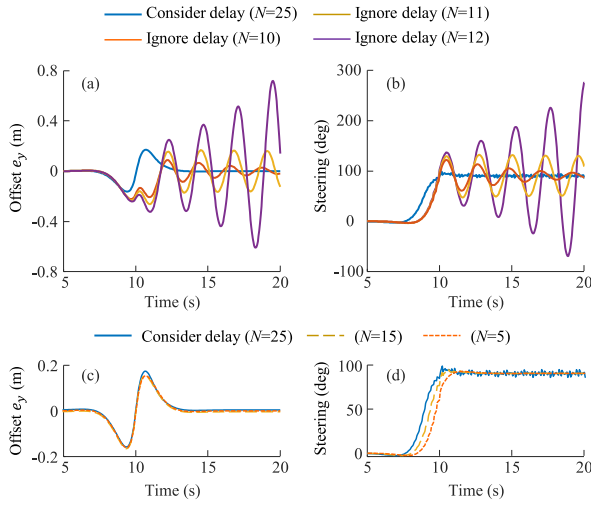 Consider delay (N=25)
Ignore delay (N=11)
Ignore delay (N=10)
Ignore delay (N=12)
0.8
0.4
0
-0.4
-0.8
Offset e_y (m)
(a)
5
10
15
20
Time (s)
300
200
100
0
-100
Steering (deg)
(b)
5
10
15
20
Time (s)
Consider delay (N=25)
(N=15)
(N=5)
0.2
0
-0.2
Offset e_y (m)
(c)
5
10
15
20
Time (s)
100
50
0
Steering (deg)
(d)
5
10
15
20
Time (s)